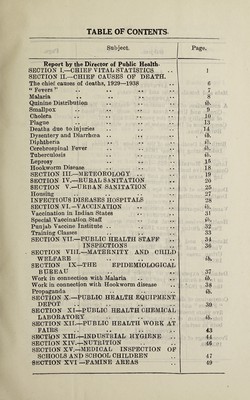 TABLE OF CONTENTS.
Subject. Page.
Report by the Director of Public Health.
SECTION I.—CHIEF VITAL STATISTICS .. 1
SECTION II.—CHIEF CAUSES OF DEATH.
The chief causes of deaths, 1929—1938 .. 6
“ Fevers ” .. .. .. .. 7
Malaria .. .. .. .. 8
Quinine Distribution .. .. .. ib.
Smallpox .. .. .. .. 9
Cholera .. .. .. .. 10
Plague .. .. .. .. 13
Deaths due to injuries .. .. .. 14
Dysentery and Diarrhœa .. .. .. ib.
Diphtheria .. .. .. .. ib.
Cerebrospinal Fever .. .. .. ib.
Tuberculosis .. .. .. .. ib.
Leprosy .. .. .. .. 15
Hookworm Disease .. .. .. 18
SECTION III.—METEOROLOGY .. .. 19
SECTION IV.—RURAL SANITATION .. 20
SECTION V.—URBAN SANITATION .. 25
Housing .. .. .. .. 27
INFECTIOUS DISEASES HOSPITALS .. 28
SECTION VI.—VACCINATION .. .. ib.
Vaccination in Indian States .. .. 31
Special Vaccination Staff .. .. ib.
Punjab Vaccine Institute .. .. .. 32
Training Classes .. .. .. 33
SECTION VII—PUBLIC HEALTH STAFF .. 34
INSPECTIONS .. 36
SECTION VIII.—MATERNITY AND CHILD
WELFARE .. .. .. ib.
SECTION IX—THE EPIDEMIOLOGICAL
BUREAU .. .. .. 37
Work in connection with Malaria .. ib.
Work in connection with Hookworm disease .. 38
Propaganda .. .. .. ib.
SECTION X.—PUBLIC HEALTH EQUIPMENT
DEPOT .. .. .. .. 39
SECTION XI—PUBLIC HEALTH CHEMICAL
LABORATORY .. .. .. ib.
SECTION XII.—PUBLIC HEALTH WORK AT
FAIRS .. .. .. .. 43
SECTION XIII.—INDUSTRIAL HYGIENE .. 44
SECTION XIV.—NUTRITION .. .. 46
SECTION XV.—MEDICAL INSPECTION OF
SCHOOLS AND SCHOOL CHILDREN .. 47
SECTION XVI—FAMINE AREAS .. 49